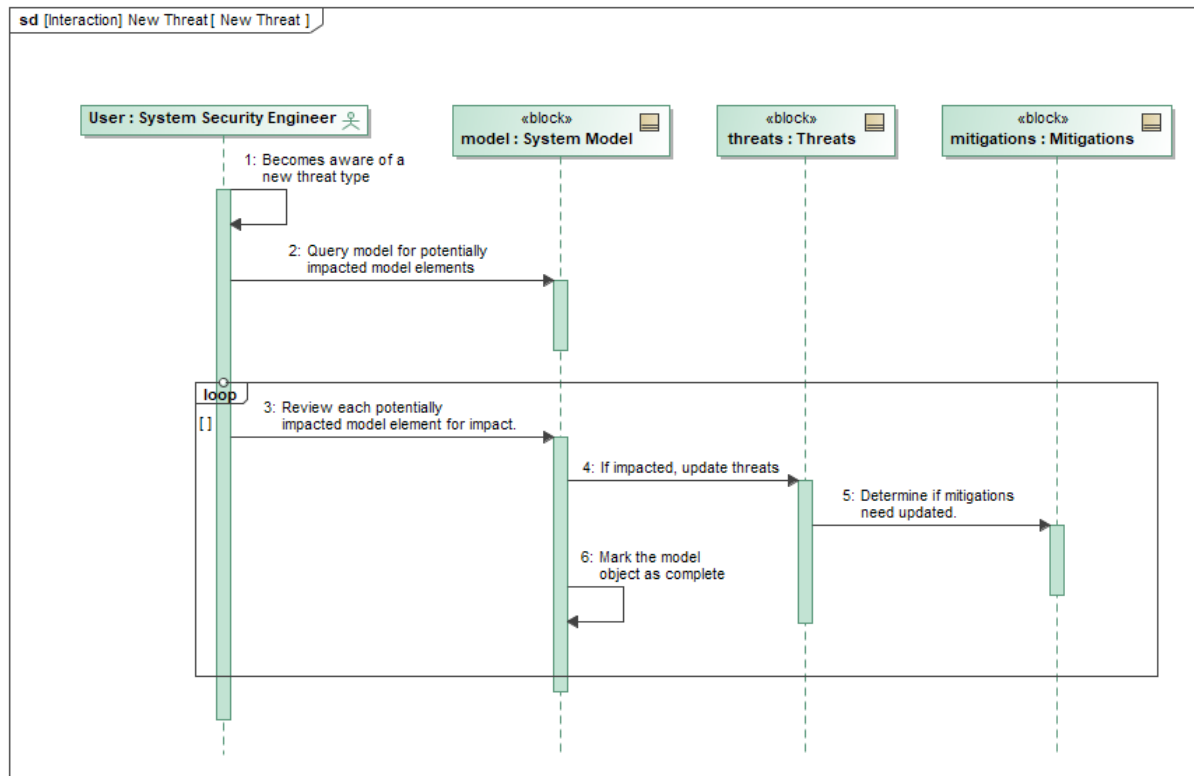 sd [Interaction] New Threat[ New Threat ]
User : System Security Engineer
«block»
model : System Model
«block»
threats : Threats
«block»
mitigations : Mitigations
1: Becomes aware of a
new threat type
2: Query model for potentially
impacted model elements
loop
[ ]
3: Review each potentially
impacted model element for impact.
4: If impacted, update threats
5: Determine if mitigations
need updated.
6: Mark the model
object as complete